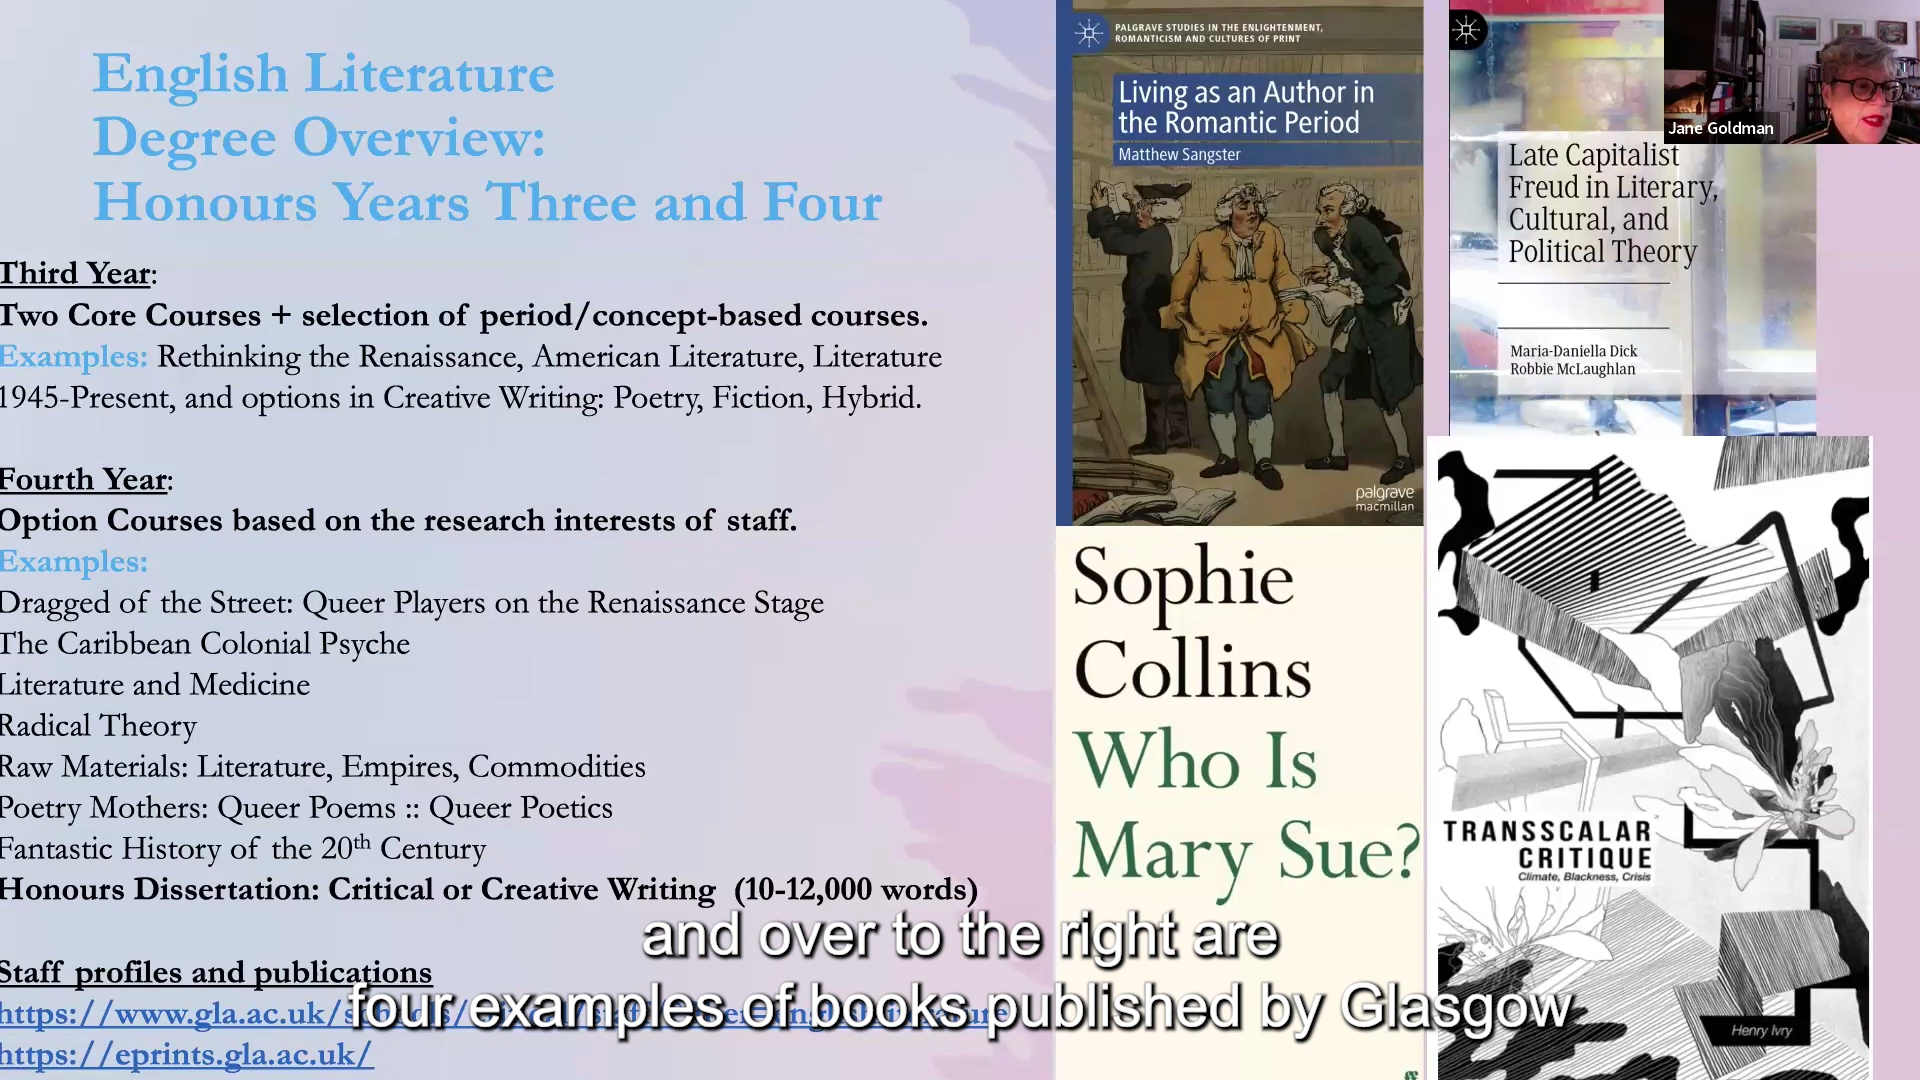 English Literature
Degree Overview:
Honours Years Three and Four
Third Year:
Two Core Courses + selection of period/concept-based courses.
Examples: Rethinking the Renaissance, American Literature, Literature
1945-Present, and options in Creative Writing: Poetry, Fiction, Hybrid.
Fourth Year:
Option Courses based on the research interests of staff.
Examples:
Dragged of the Street: Queer Players on the Renaissance Stage
The Caribbean Colonial Psyche
Literature and Medicine
Radical Theory
Raw Materials: Literature, Empires, Commodities
Poetry Mothers: Queer Poems :: Queer Poetics
Fantastic History of the 20th Century
Honours Dissertation: Critical or Creative Writing (10-12,000 words)
Staff profiles and publications
https://www.gla.ac.uk/
https://eprints.gla.ac.uk/
PALGRAVE STUDIES IN THE ENLIGHTENMENT,
ROMANTICISM AND CULTURES OF PRINT
Living as an Author in
the Romantic Period
Matthew Sangster
palgrave
macmillan
Jane Goldman
Late Capitalist
Freud in Literary,
Cultural, and
Political Theory
Maria-Daniella Dick
Robbie McLaughlan
Sophie
Collins
Who Is
Mary Sue?
ff
TRANSSCALAR
CRITIQUE
Climate, Blackness, Crisis
Henry Ivry
and over to the right are
four examples of books published by Glasgow